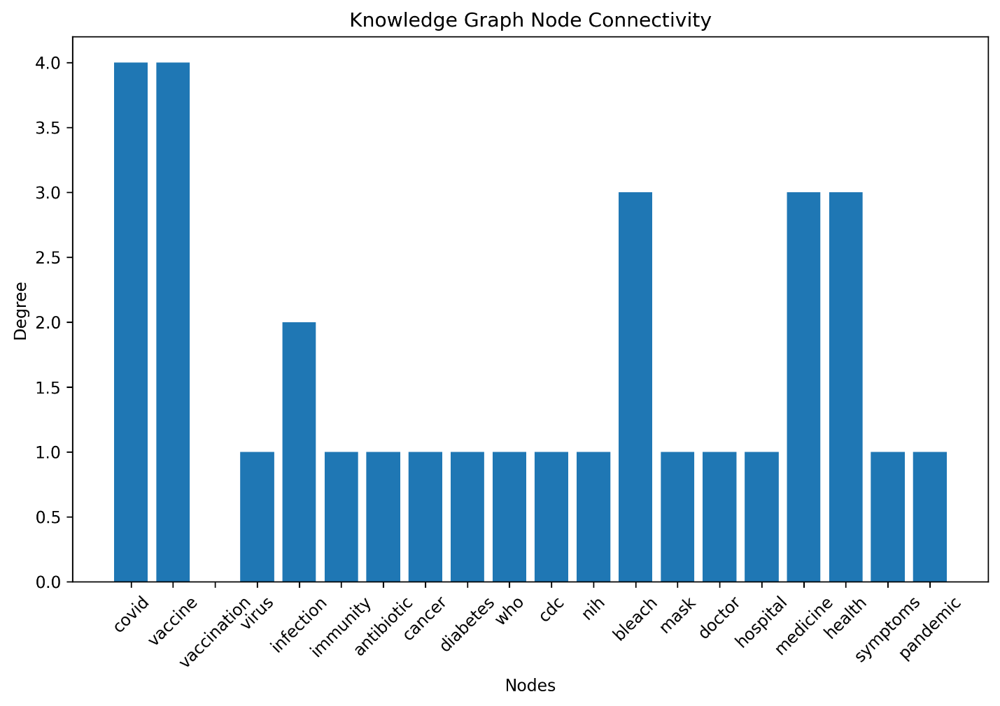 Knowledge Graph Node Connectivity
4.0
3.5
3.0
2.5
2.0
1.5
1.0
0.5
0.0
Degree
covid
vaccine
vaccination
virus
infection
immunity
antibiotic
cancer
diabetes
who
cdc
nih
bleach
mask
doctor
hospital
medicine
health
symptoms
pandemic
Nodes